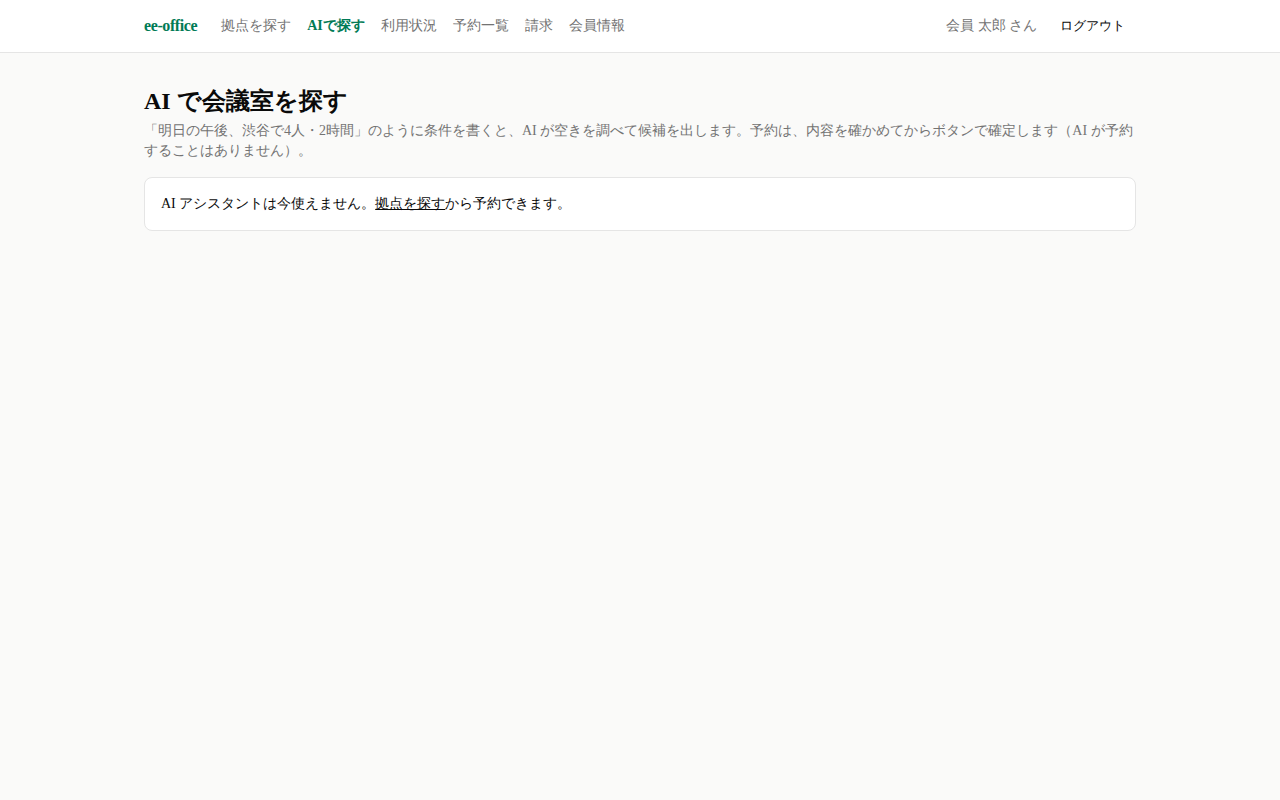 ee-office 拠点を探す AIで探す 利用状況 予約一覧 請求 会員情報 会員 太郎 さん ログアウト
AI で会議室を探す
「明日の午後、渋谷で4人・2時間」のように条件を書くと、AI が空きを調べて候補を出します。予約は、内容を確かめてからボタンで確定します（AI が予約
することはありません）。
AI アシスタントは今使えません。拠点を探すから予約できます。